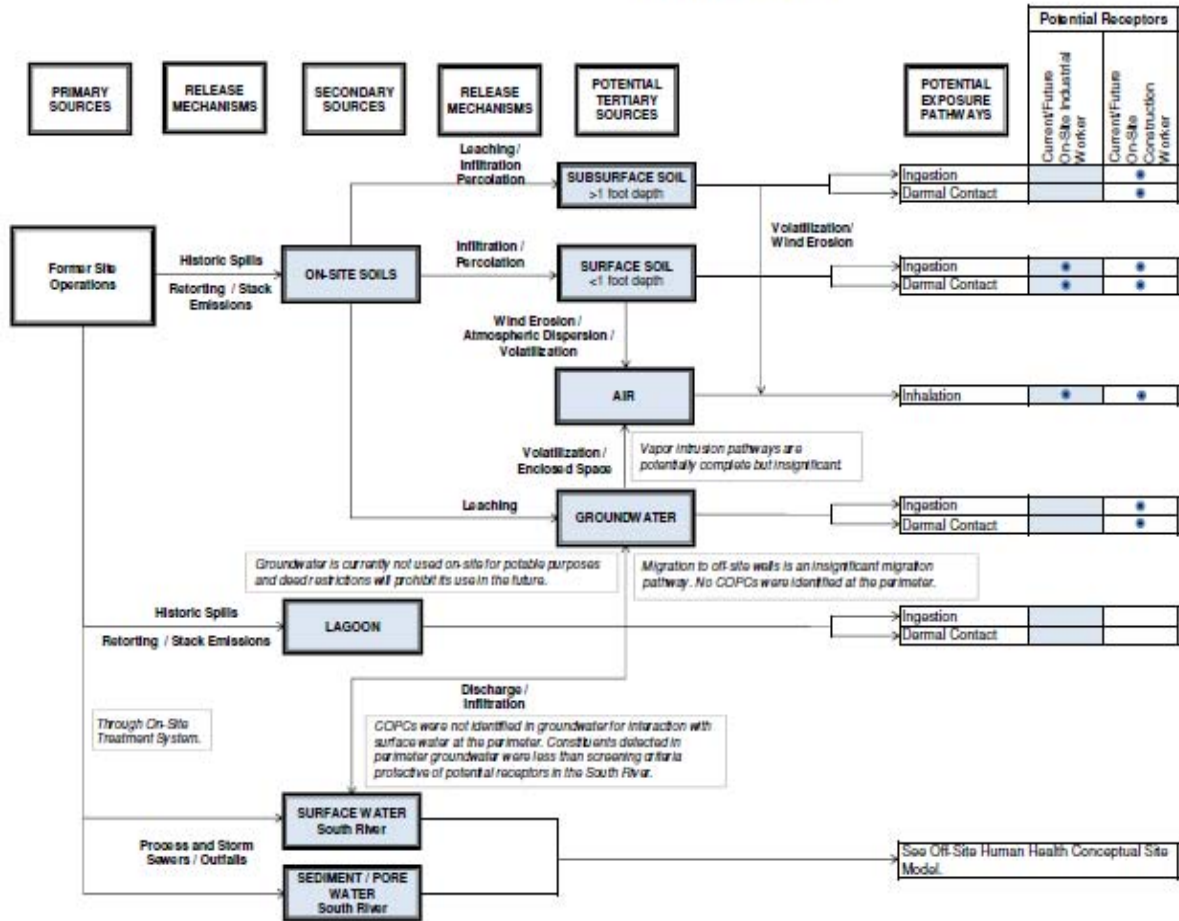 Potential Receptors
PRIMARY
SOURCES
RELEASE
MECHANISMS
SECONDARY
SOURCES
RELEASE
MECHANISMS
POTENTIAL
TERTIARY
SOURCES
POTENTIAL
EXPOSURE
PATHWAYS
Current/Future
On-Site Industrial
Worker
Current/Future
On-Site
Construction
Worker
Leaching /
Infiltration
Percolation
SUBSURFACE SOIL
>1 foot depth
Ingestion
Dermal Contact
Volatilization/
Wind Erosion
Former Site
Operations
Historic Spills
Retorting / Stack
Emissions
ON-SITE SOILS
Infiltration /
Percolation
SURFACE SOIL
<1 foot depth
Ingestion
Dermal Contact
Wind Erosion /
Atmospheric Dispersion /
Volatilization
AIR
Inhalation
Volatilization /
Enclosed Space
Vapor intrusion pathways are
potentially complete but insignificant.
Leaching
GROUNDWATER
Ingestion
Dermal Contact
Groundwater is currently not used on-site for potable purposes
and deed restrictions will prohibit its use in the future.
Migration to off-site wells is an insignificant migration
pathway. No COPCs were identified at the perimeter.
Historic Spills
Retorting / Stack Emissions
LAGOON
Ingestion
Dermal Contact
Discharge /
Infiltration
Through On-Site
Treatment System.
COPCs were not identified in groundwater for interaction with
surface water at the perimeter. Constituents detected in
perimeter groundwater were less than screening criteria
protective of potential receptors in the South River.
SURFACE WATER
South River
Process and Storm
Sewers / Outfalls
SEDIMENT / PORE
WATER
South River
See Off-Site Human Health Conceptual Site
Model.